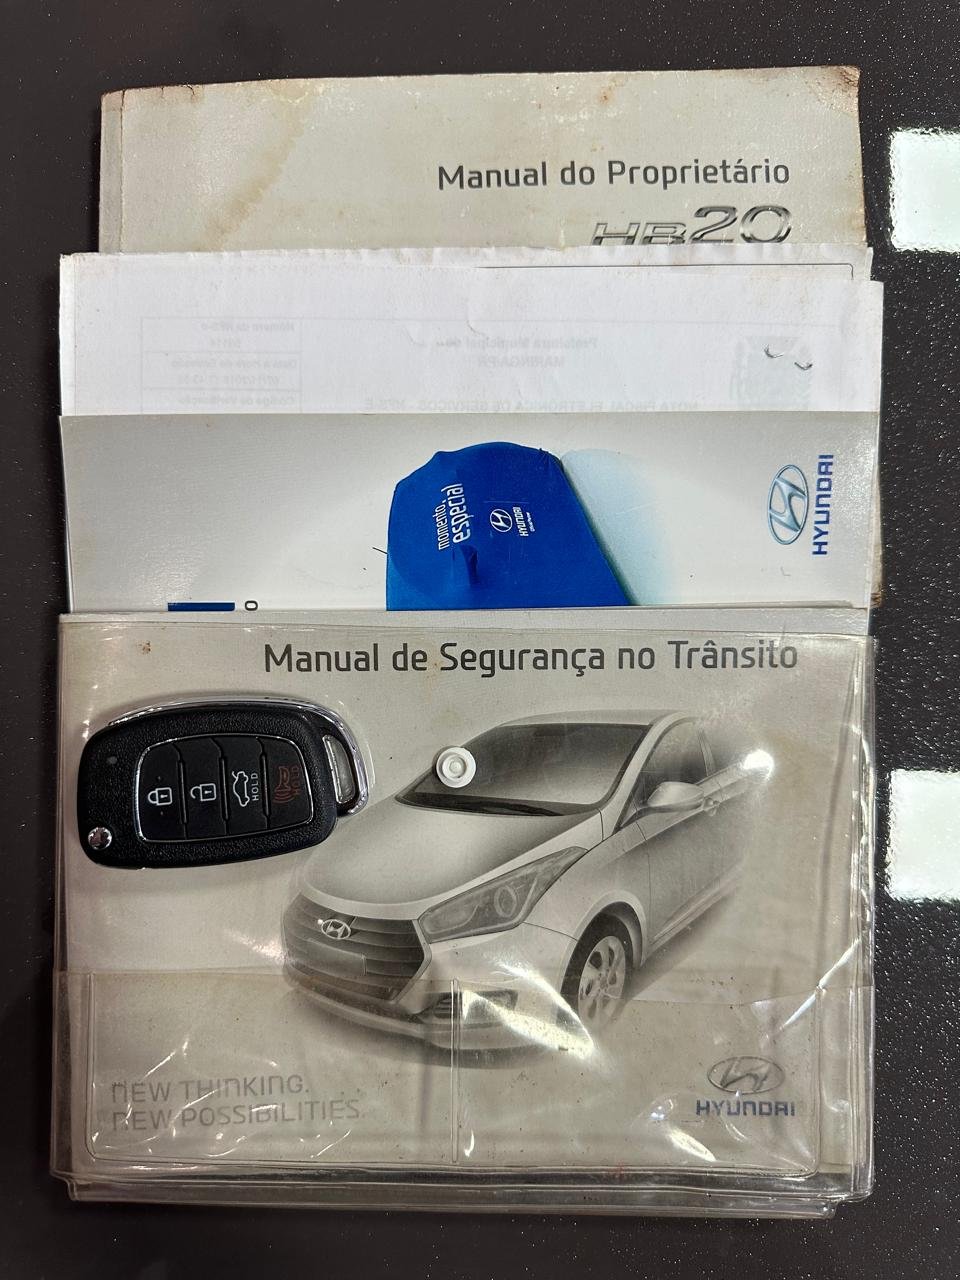 Manual do Proprietário
HB20
momento
especial
HYUNDAI
HYUNDAI
Manual de Segurança no Trânsito
HOLD
HOLD
NEW THINKING.
NEW POSSIBILITIES.
HYUNDAI